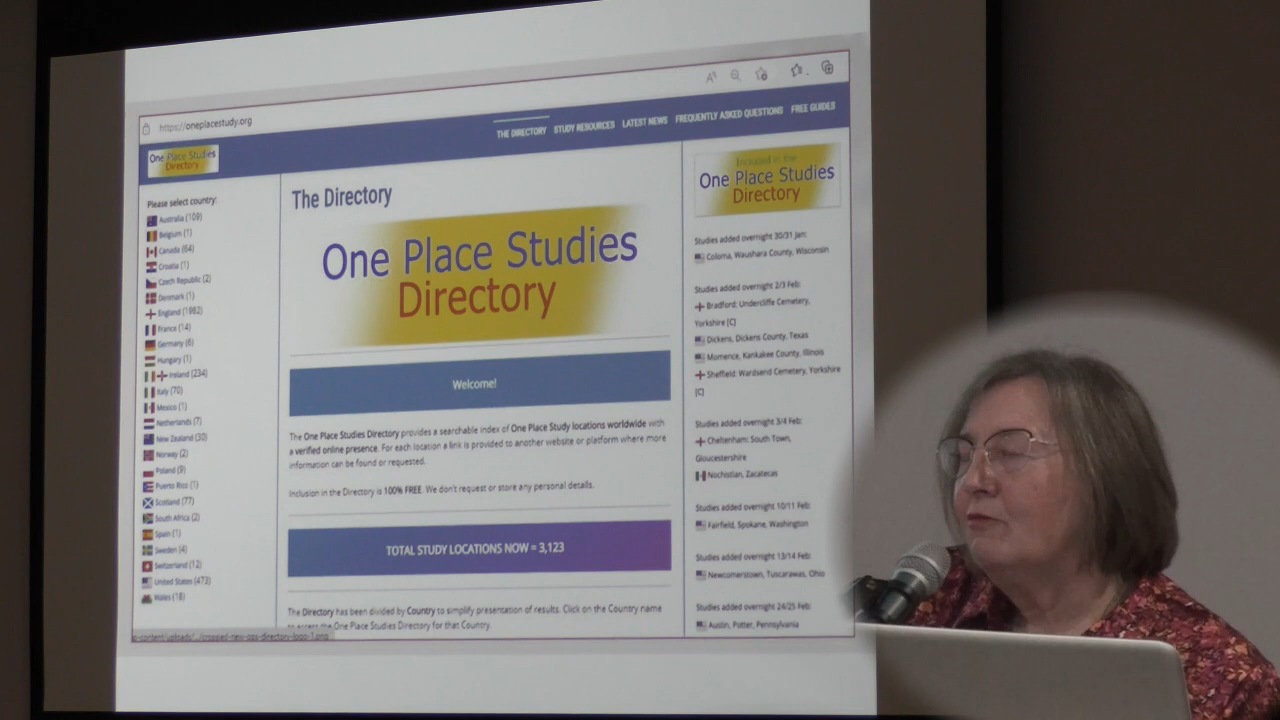 https://oneplacestudy.org
THE DIRECTORY STUDY RESOURCES LATEST NEWS FREQUENTLY ASKED QUESTIONS FREE GUIDES
One Place Studies
Directory
Please select country:
Australia (109)
Belgium (1)
Canada (64)
Croatia (1)
Czech Republic (2)
Denmark (1)
England (1982)
France (14)
Germany (6)
Hungary (1)
Ireland (234)
Italy (70)
Mexico (1)
Netherlands (7)
New Zealand (30)
Norway (2)
Poland (9)
Puerto Rico (1)
Scotland (77)
South Africa (2)
Spain (1)
Sweden (4)
Switzerland (12)
United States (473)
Wales (18)
The Directory
One Place Studies
Directory
Welcome!
The One Place Studies Directory provides a searchable index of One Place Study locations worldwide with
a verified online presence. For each location a link is provided to another website or platform where more
information can be found or requested.
Inclusion in the Directory is 100% FREE. We don't request or store any personal details.
TOTAL STUDY LOCATIONS NOW = 3,123
The Directory has been divided by Country to simplify presentation of results. Click on the Country name
to access the One Place Studies Directory for that Country.
Included in the
One Place Studies
Directory
Studies added overnight 30/31 Jan:
Coloma, Waushara County, Wisconsin
Studies added overnight 2/3 Feb:
Bradford: Undercliffe Cemetery,
Yorkshire [C]
Dickens, Dickens County, Texas
Momence, Kankakee County, Illinois
Sheffield: Wardsend Cemetery, Yorkshire
[C]
Studies added overnight 3/4 Feb:
Cheltenham: South Town,
Gloucestershire
Nochistlan, Zacatecas
Studies added overnight 10/11 Feb:
Fairfield, Spokane, Washington
Studies added overnight 13/14 Feb:
Newcomerstown, Tuscarawas, Ohio
Studies added overnight 24/25 Feb:
Austin, Potter, Pennsylvania